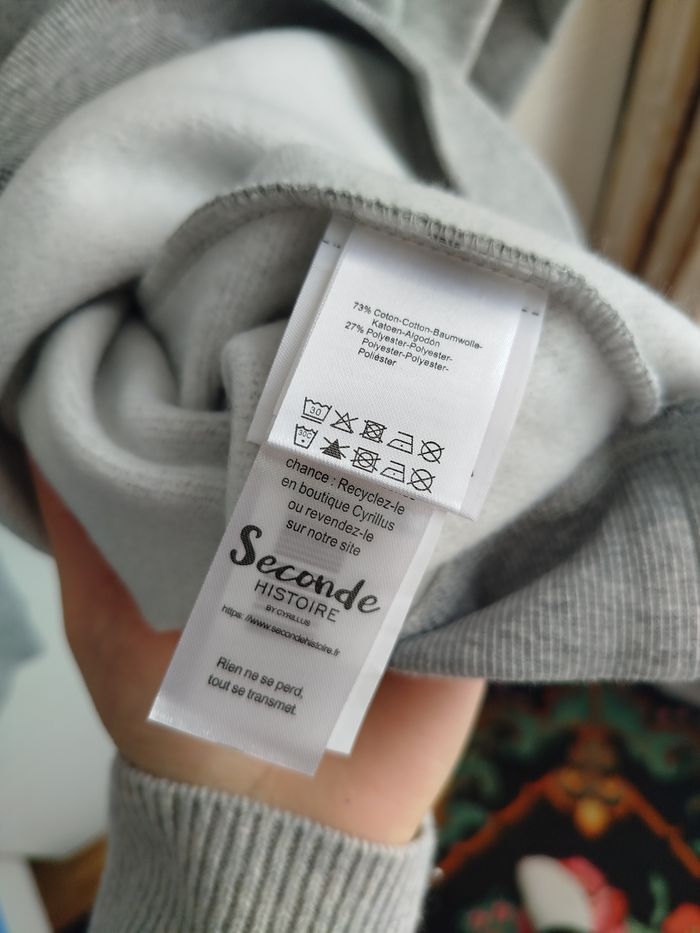 73% Coton-Cotton-Baumwolle-
Katoen-Algodón
27% Polyester-Polyester-
Polyester-Polyester-
Poliéster
30
30C
chance : Recyclez-le
en boutique Cyrillus
ou revendez-le
sur notre site
Seconde
HISTOIRE
BY CYRILLUS
https://www.secondehistoire.fr
Rien ne se perd,
tout se transmet.